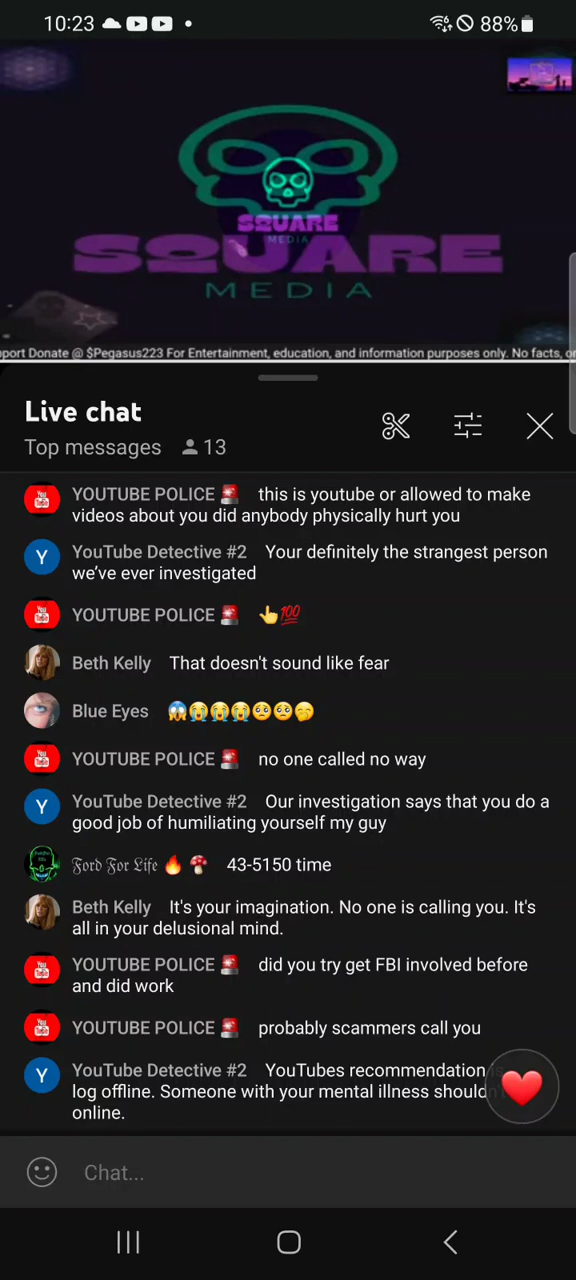 10:23
88%
SQUARE
MEDIA
SQUARE
MEDIA
pport Donate @ $Pegasus223 For Entertainment, education, and information purposes only. No facts, or
Live chat
Top messages 13
YOUTUBE POLICE 🚨 this is youtube or allowed to make
videos about you did anybody physically hurt you
Y YouTube Detective #2 Your definitely the strangest person
we've ever investigated
YOUTUBE POLICE 🚨 👆💯
Beth Kelly That doesn't sound like fear
Blue Eyes 😱😭😭😭🥺🥺🤭
YOUTUBE POLICE 🚨 no one called no way
Y YouTube Detective #2 Our investigation says that you do a
good job of humiliating yourself my guy
𝔉𝔬𝔯𝔡 𝔉𝔬𝔯 𝔏𝔦𝔣𝔢 🔥 🍄 43-5150 time
Beth Kelly It's your imagination. No one is calling you. It's
all in your delusional mind.
YOUTUBE POLICE 🚨 did you try get FBI involved before
and did work
YOUTUBE POLICE 🚨 probably scammers call you
Y YouTube Detective #2 YouTubes recommendation is
log offline. Someone with your mental illness should
online.
Chat...